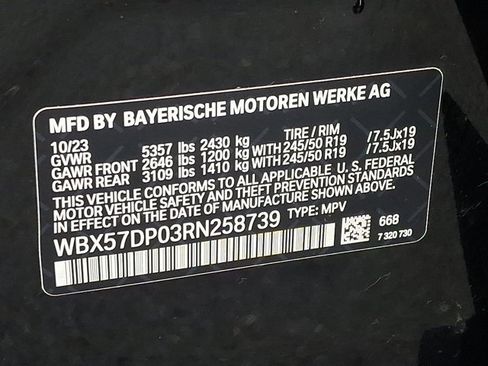 MFD BY BAYERISCHE MOTOREN WERKE AG
10/23 TIRE / RIM
GVWR 5357 lbs 2430 kg
GAWR FRONT 2646 lbs 1200 kg WITH 245/50 R19 /7.5Jx19
GAWR REAR 3109 lbs 1410 kg WITH 245/50 R19 /7.5Jx19
THIS VEHICLE CONFORMS TO ALL APPLICABLE U. S. FEDERAL
MOTOR VEHICLE SAFETY AND THEFT PREVENTION STANDARDS
IN EFFECT ON THE DATE OF MANUFACTURE SHOWN ABOVE.
WBX57DP03RN258739 TYPE: MPV
668
7 320 730